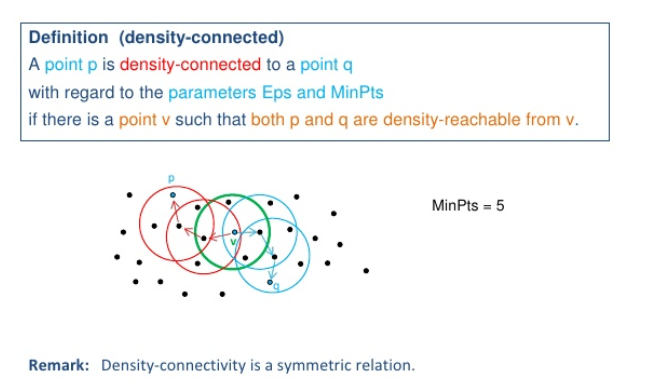 Definition (density-connected)
A point p is density-connected to a point q
with regard to the parameters Eps and MinPts
if there is a point v such that both p and q are density-reachable from v.
p
MinPts = 5
v
q
Remark: Density-connectivity is a symmetric relation.